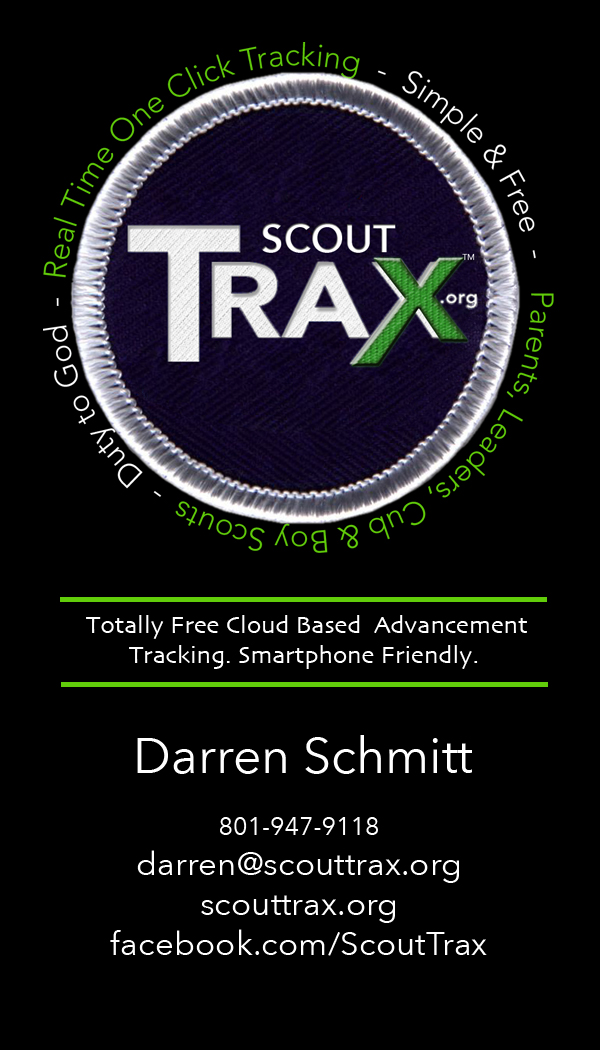 Real Time One Click Tracking - Simple & Free - Parents, Leaders, Cub & Boy Scouts - Duty to God -
SCOUT
TRAX™
.org
Totally Free Cloud Based  Advancement
Tracking. Smartphone Friendly.
Darren Schmitt
801-947-9118
darren@scouttrax.org
scouttrax.org
facebook.com/ScoutTrax